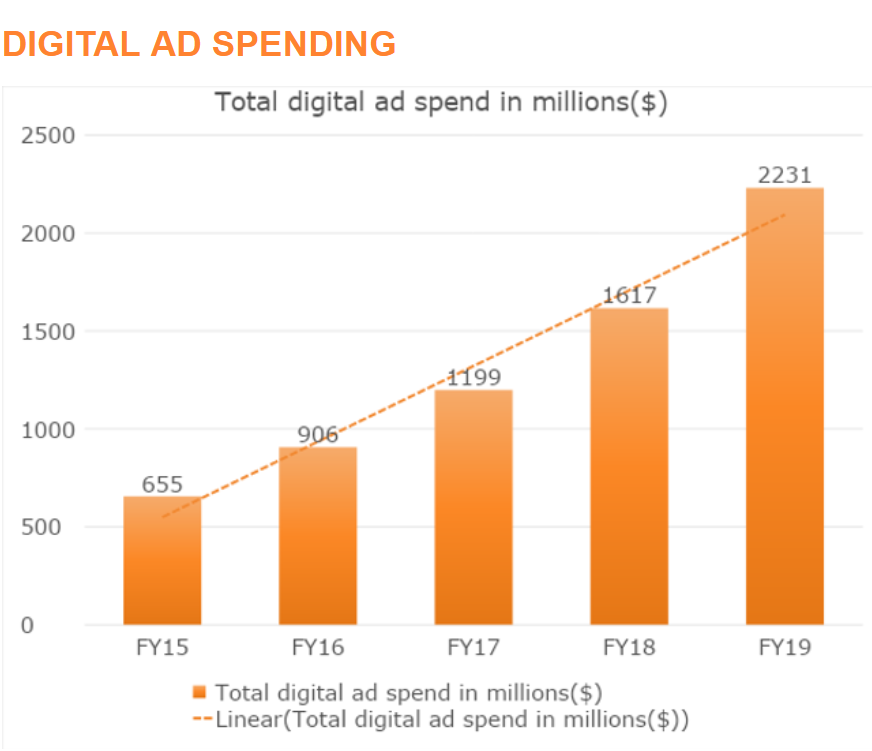 DIGITAL AD SPENDING
Total digital ad spend in millions($)
2500
2231
2000
1617
1500
1199
1000
906
655
500
0
FY15 FY16 FY17 FY18 FY19
Total digital ad spend in millions($)
Linear(Total digital ad spend in millions($))